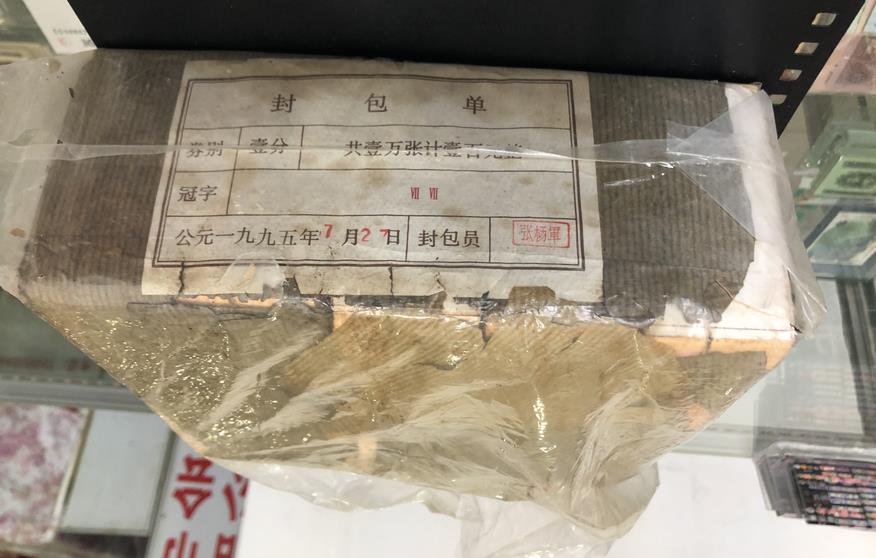 封包单
券别 壹分 共壹万张计壹百元整
冠字 Ⅶ Ⅶ
公元一九九五年7月27日 封包员 张杨军